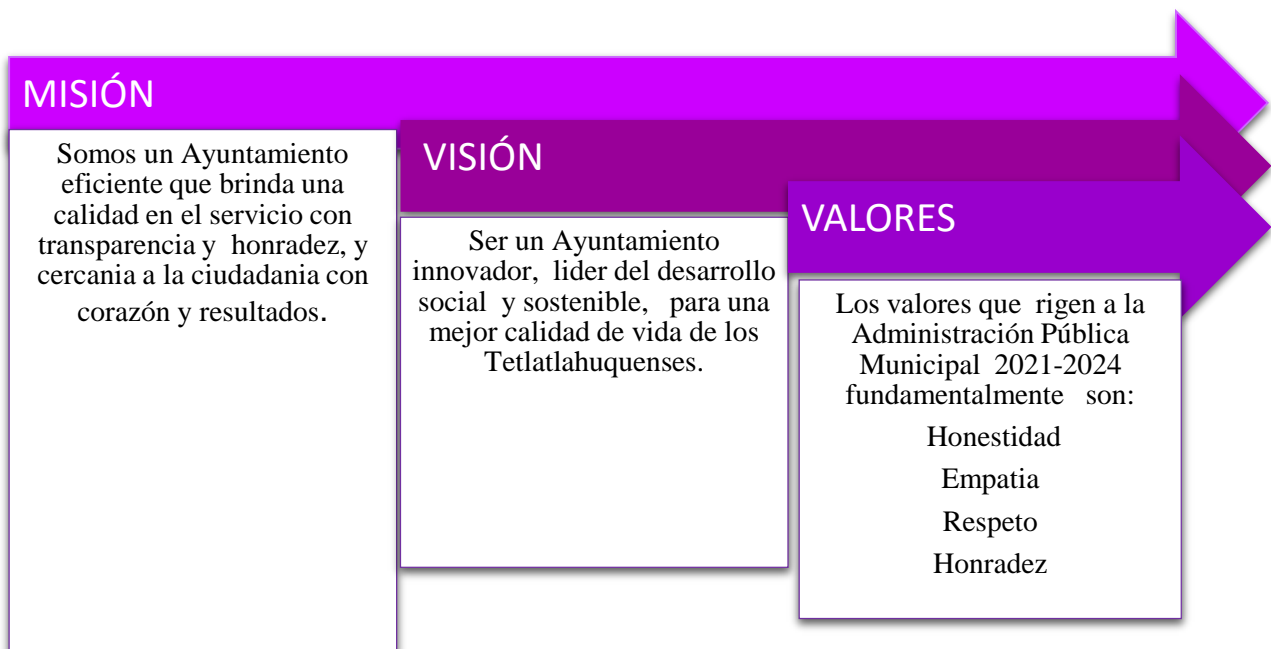 MISIÓN
Somos un Ayuntamiento
eficiente que brinda una
calidad en el servicio con
transparencia y honradez, y
cercania a la ciudadania con
corazón y resultados.
VISIÓN
Ser un Ayuntamiento
innovador, lider del desarrollo
social y sostenible, para una
mejor calidad de vida de los
Tetlatlahuquenses.
VALORES
Los valores que rigen a la
Administración Pública
Municipal 2021-2024
fundamentalmente son:
Honestidad
Empatia
Respeto
Honradez